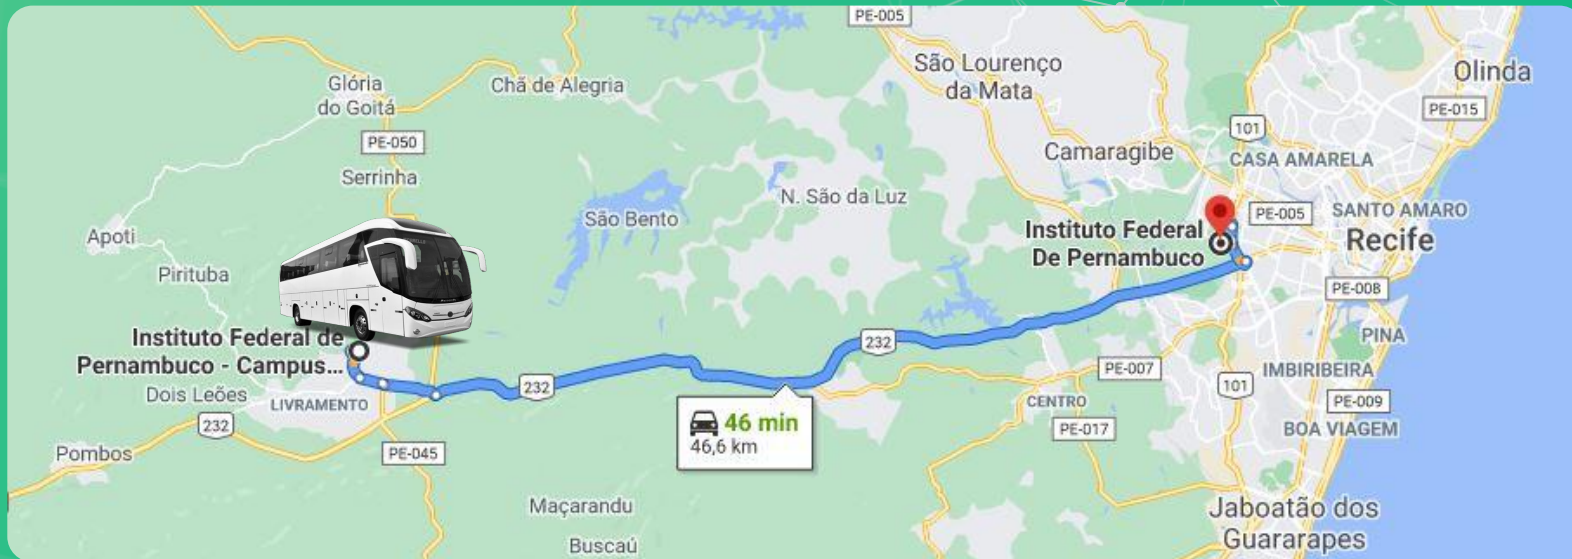 PE-005
São Lourenço
da Mata
Olinda
Glória
do Goitá
Chã de Alegria
PE-015
PE-050
101
Camaragibe
CASA AMARELA
Serrinha
N. São da Luz
São Bento
PE-005
SANTO AMARO
Apoti
Instituto Federal
De Pernambuco
Recife
Pirituba
PE-008
Instituto Federal de
Pernambuco - Campus...
232
PINA
PE-007
IMBIRIBEIRA
232
101
Dois Leões
LIVRAMENTO
CENTRO
PE-009
232
46 min
46,6 km
PE-017
BOA VIAGEM
Pombos
PE-045
Maçarandu
Jaboatão dos
Guararapes
Buscaú